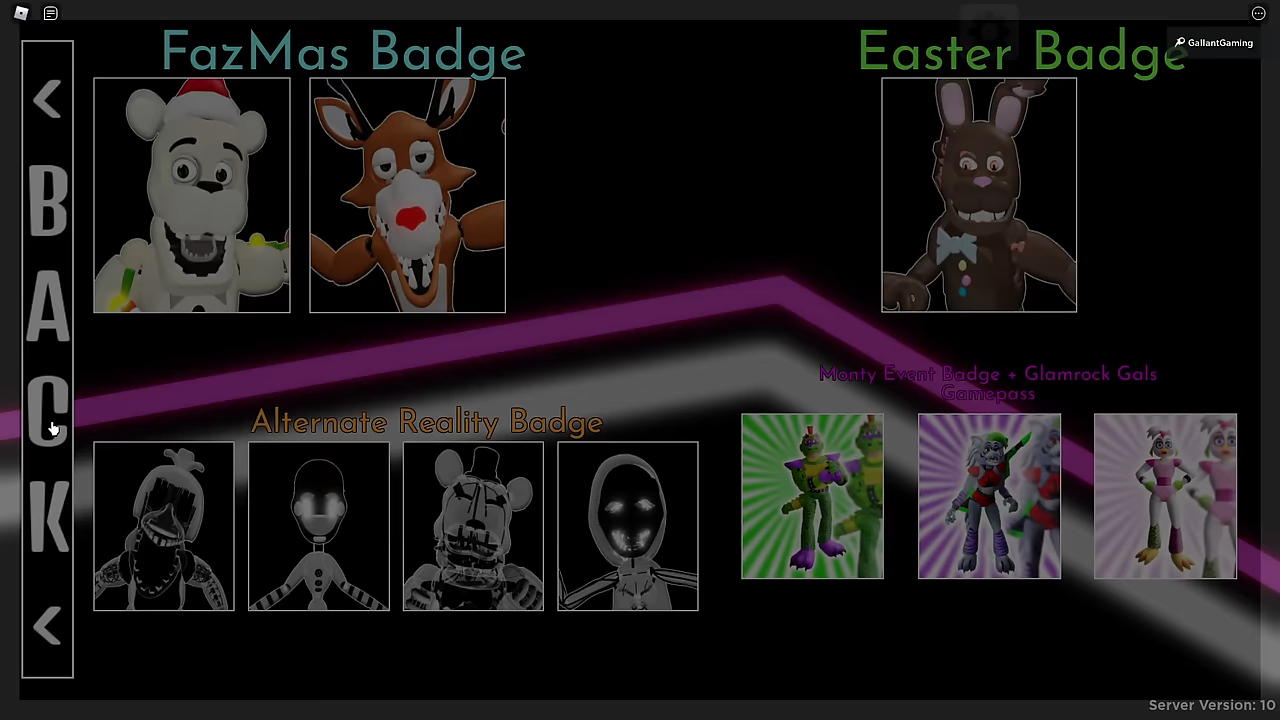 FazMas Badge
Easter Badge
GallantGaming
BACK
Monty Event Badge + Glamrock Gals
Gamepass
Alternate Reality Badge
Server Version: 10